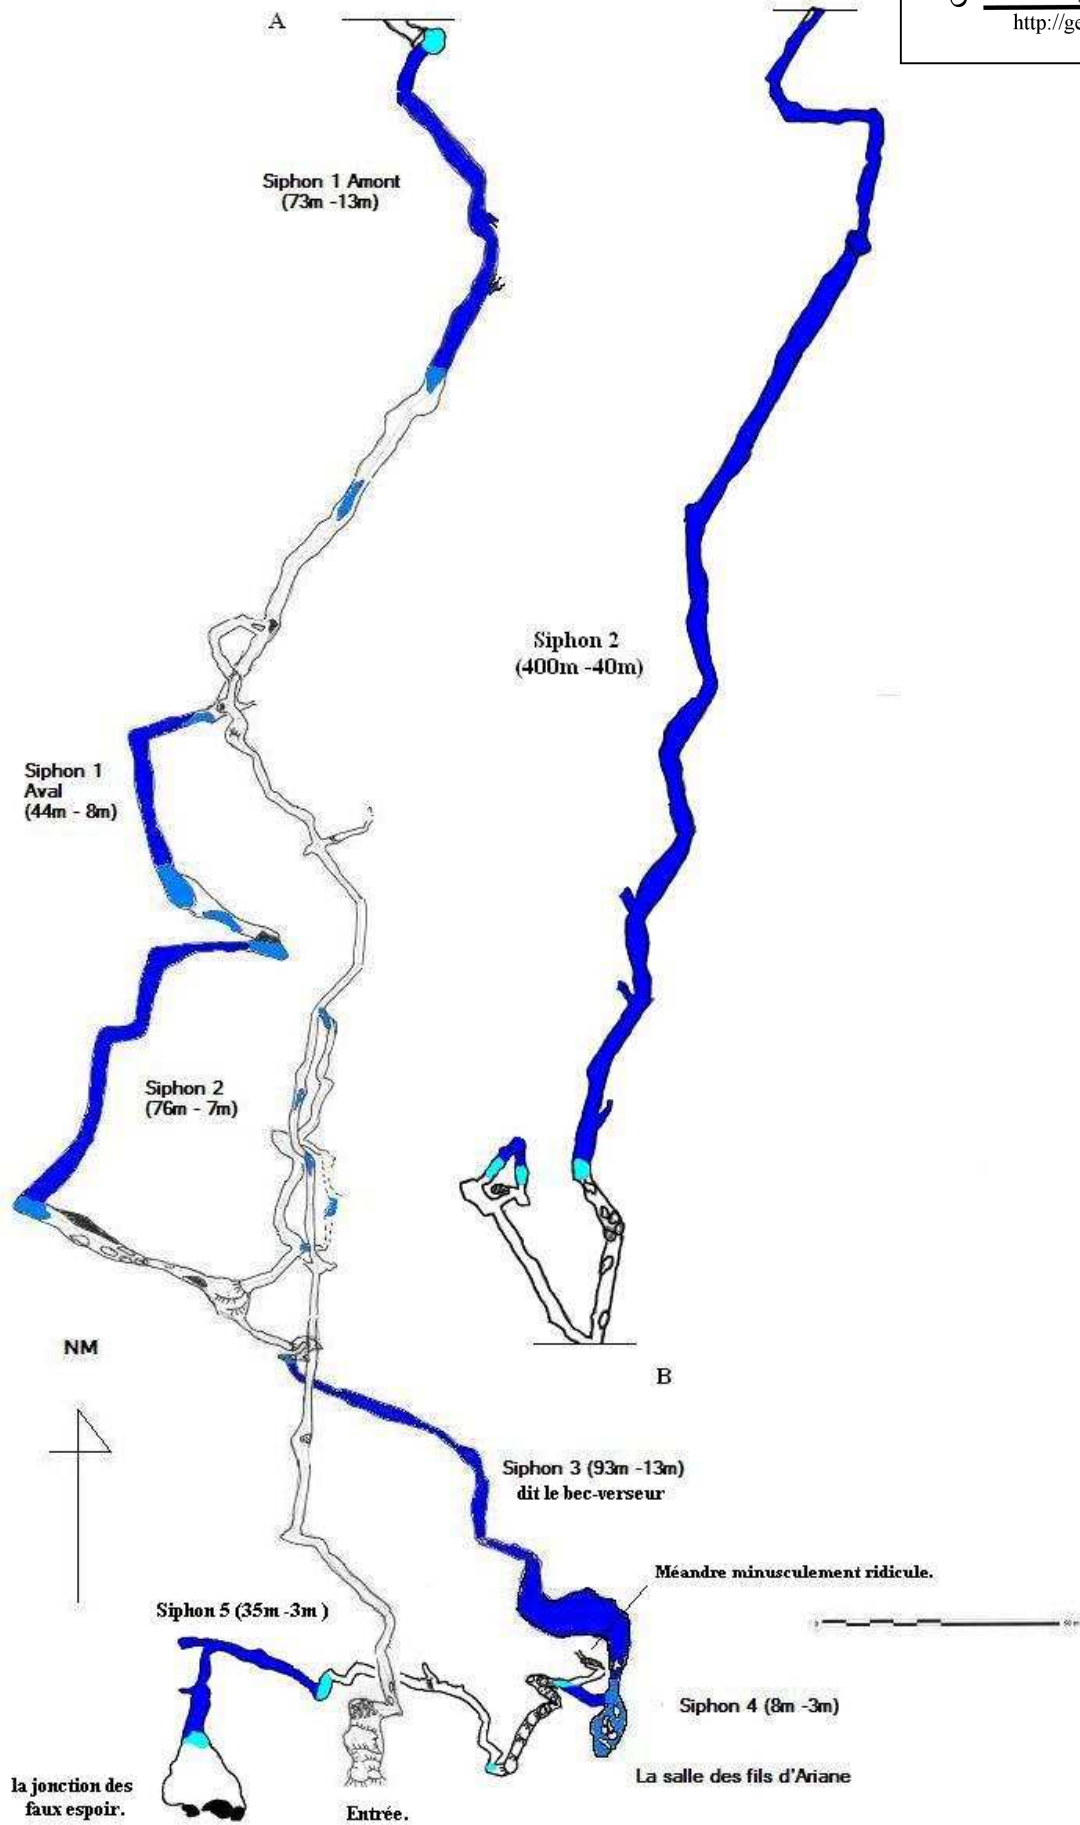 A
http://ge
Siphon 1 Amont
(73m -13m)
Siphon 2
(400m -40m)
Siphon 1
Aval
(44m - 8m)
Siphon 2
(76m - 7m)
NM
B
Siphon 3 (93m -13m)
dit le bec-verseur
Méandre minusculement ridicule.
Siphon 5 (35m -3m )
Siphon 4 (8m -3m)
La salle des fils d'Ariane
la jonction des
faux espoir.
Entrée.